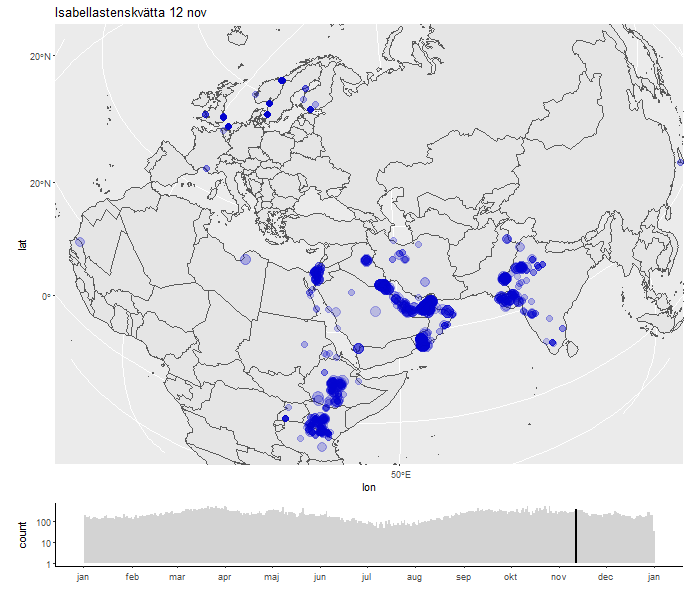 Isabellastenskvätta 12 nov
20°N
20°N
0°
lat
50°E
lon
count
100
10
1
jan feb mar apr maj jun jul aug sep okt nov dec jan